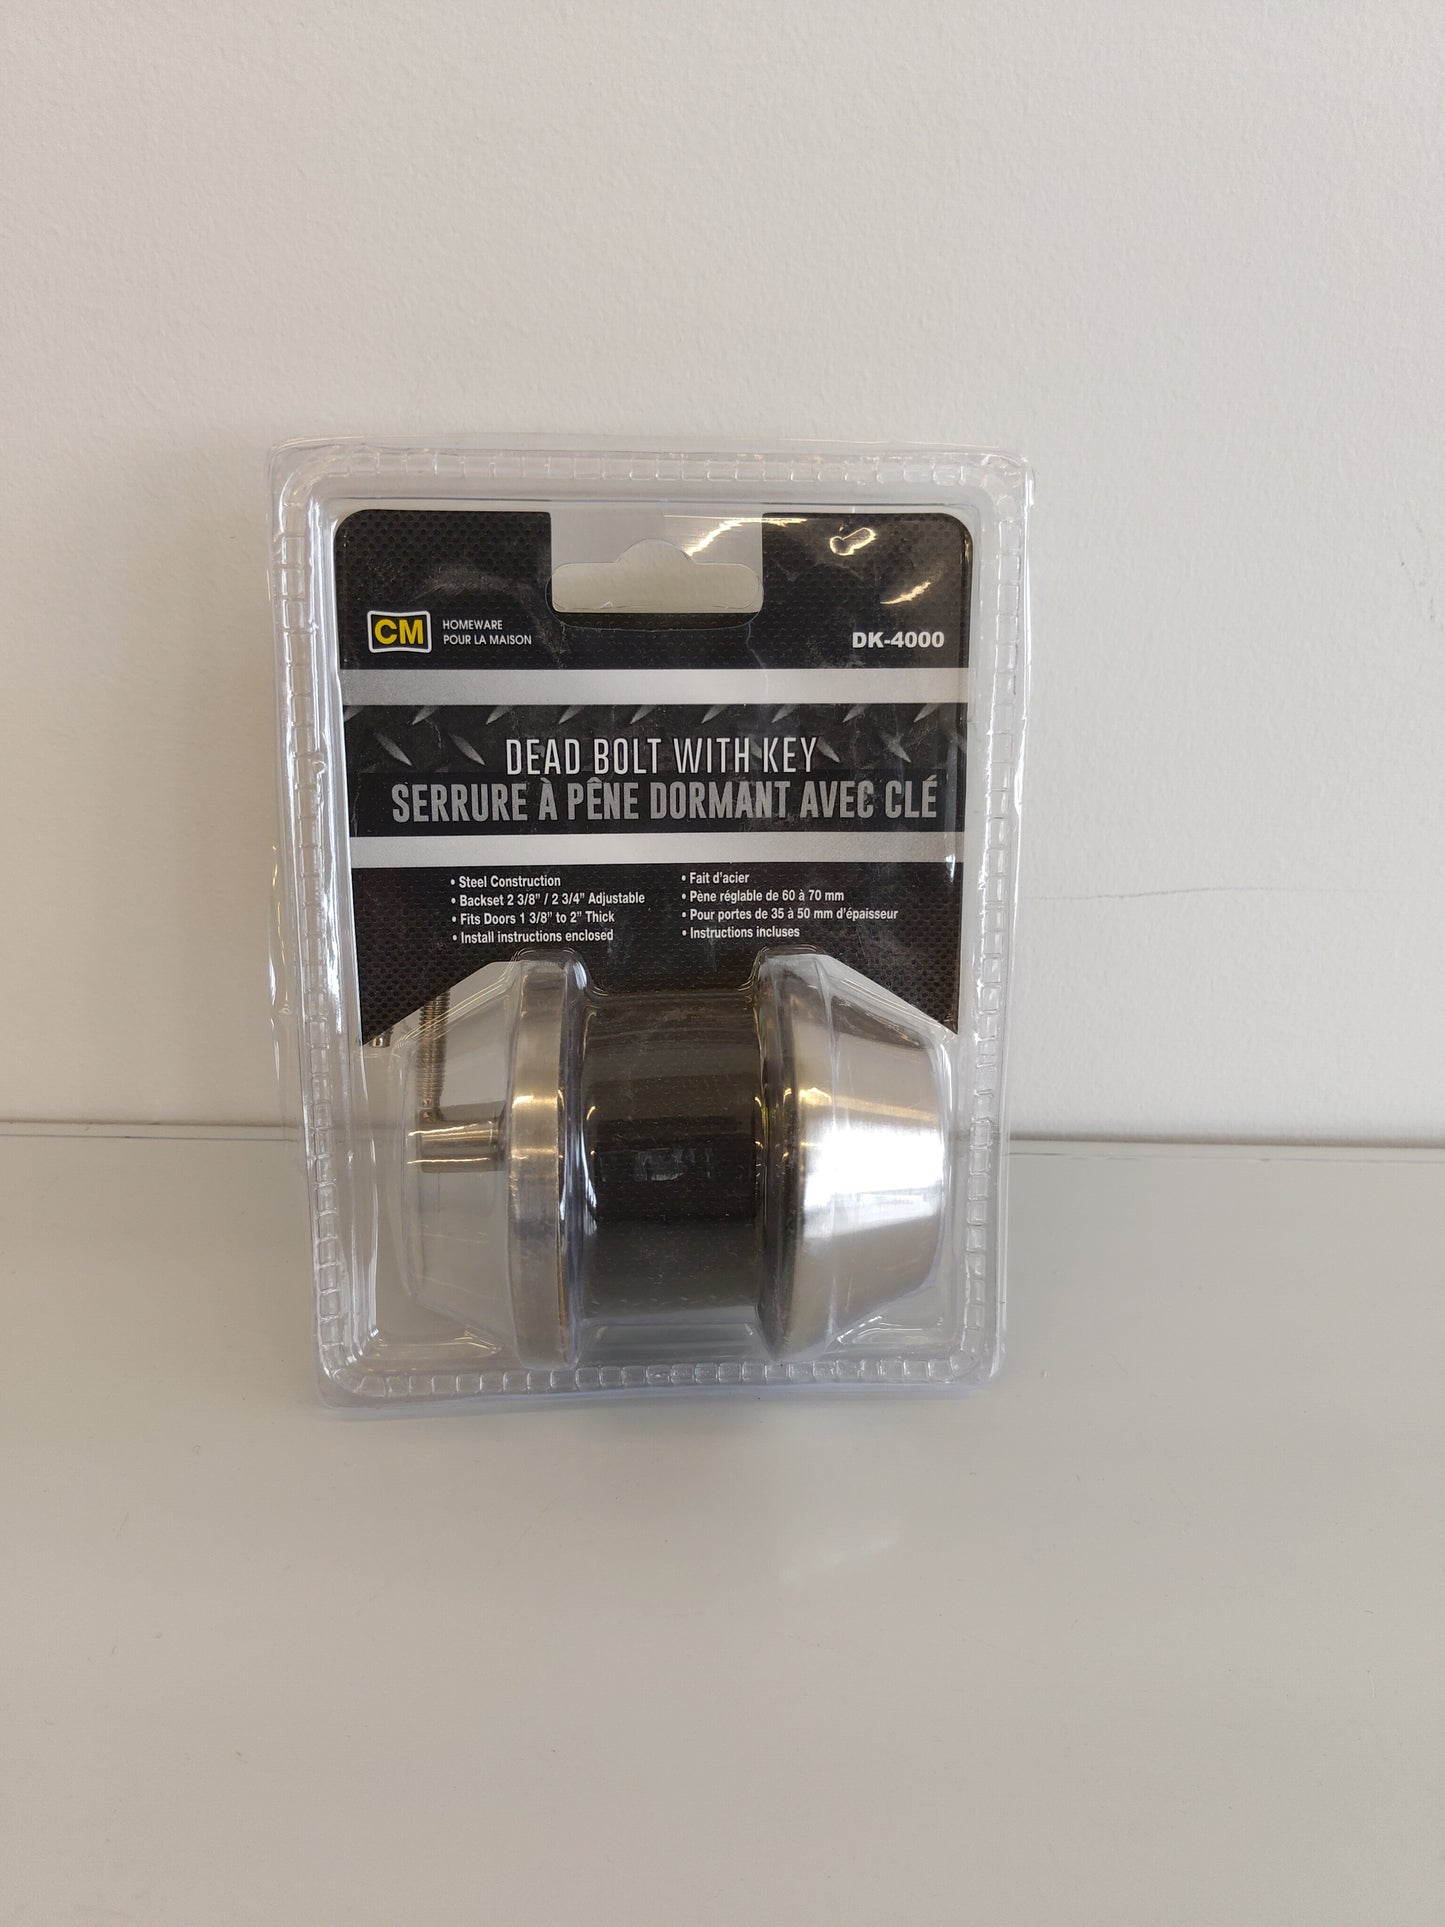 CM
HOMEWARE
POUR LA MAISON
DK-4000
DEAD BOLT WITH KEY
SERRURE À PÊNE DORMANT AVEC CLÉ
• Steel Construction
• Backset 2 3/8" / 2 3/4" Adjustable
• Fits Doors 1 3/8" to 2" Thick
• Install instructions enclosed
• Fait d'acier
• Pène réglable de 60 à 70 mm
• Pour portes de 35 à 50 mm d'épaisseur
• Instructions incluses